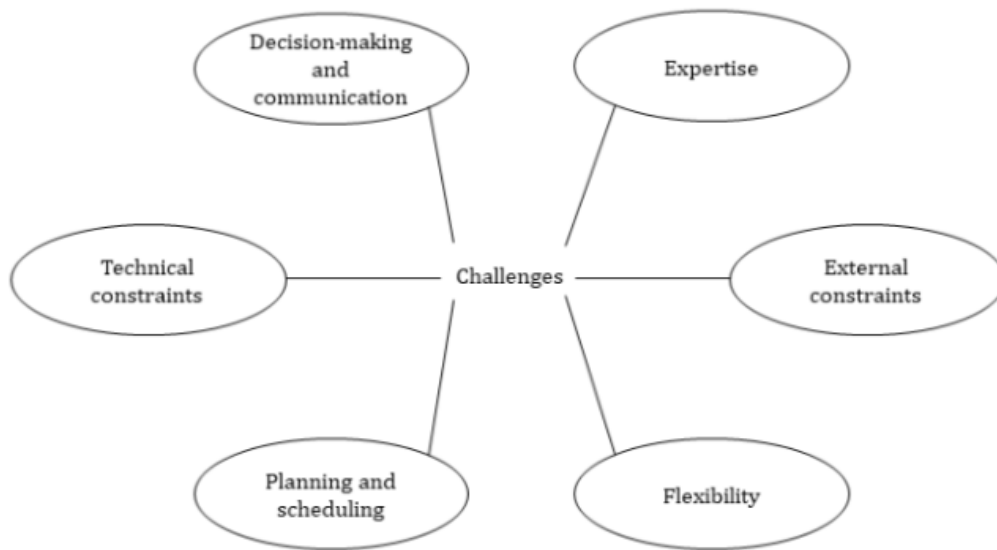 Decision-making
and
communication
Expertise
Technical
constraints
Challenges
External
constraints
Planning and
scheduling
Flexibility